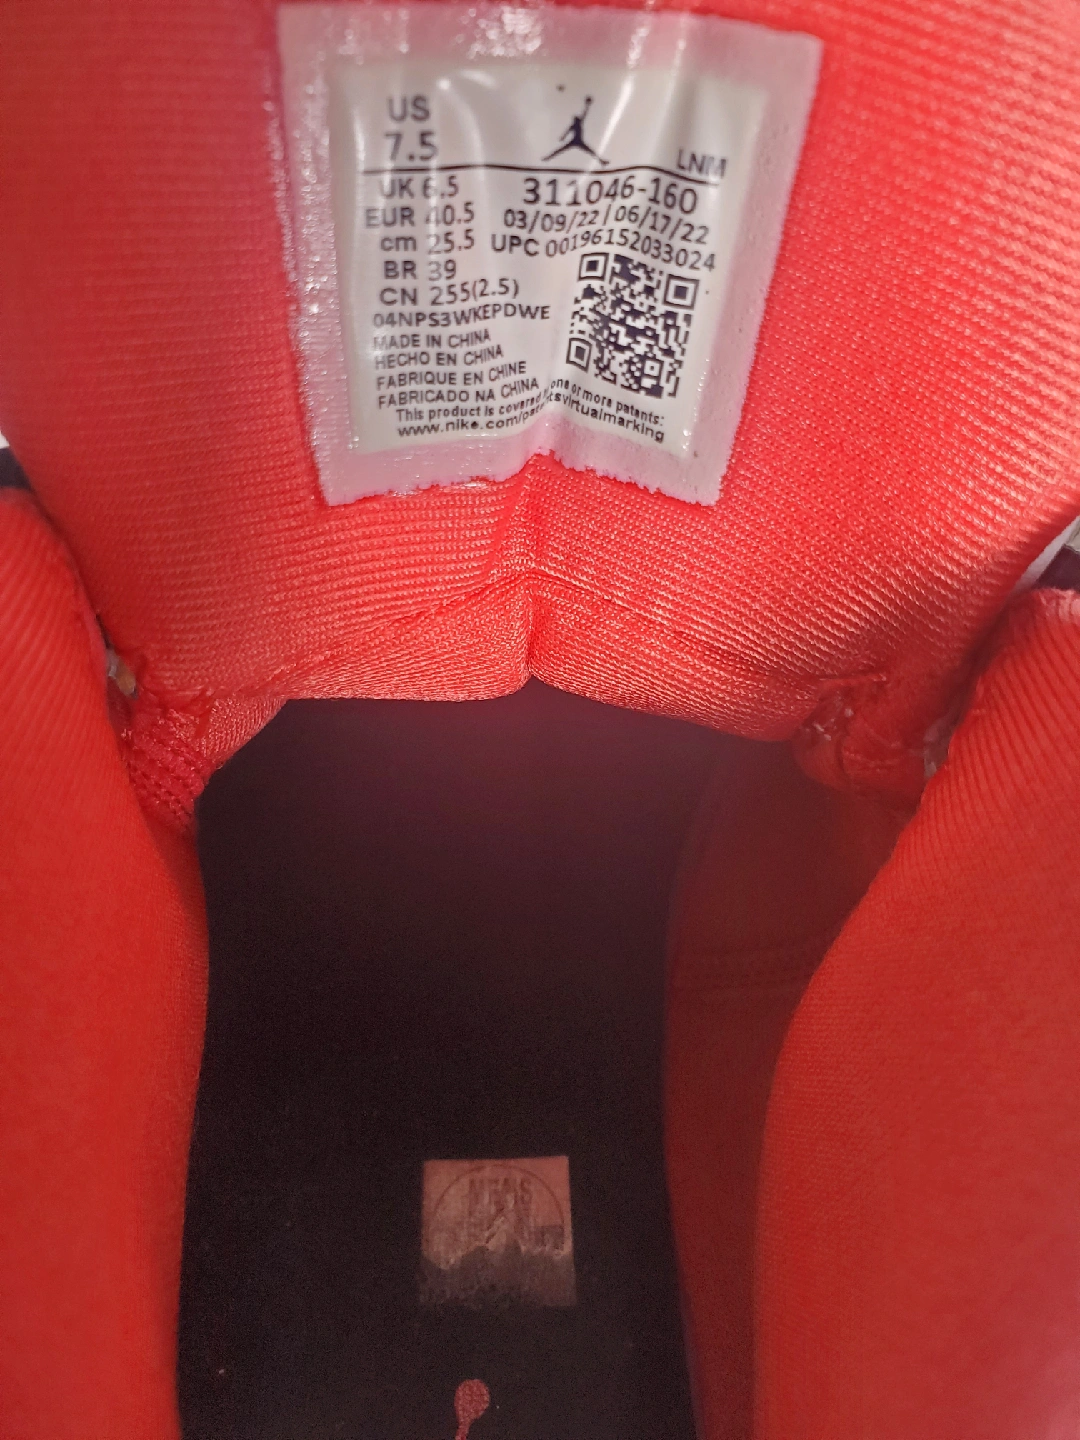 US
7.5
LNM
UK 6.5
311046-160
EUR 40.5
03/09/22/06/17/22
cm 25.5
UPC 00196152033024
BR 39
CN 255(2.5)
04NPS3WKEPDWE
MADE IN CHINA
HECHO EN CHINA
FABRIQUE EN CHINE
FABRICADO NA CHINA
This product is covered one or more patents:
www.nike.com/patentsvirtualmarking